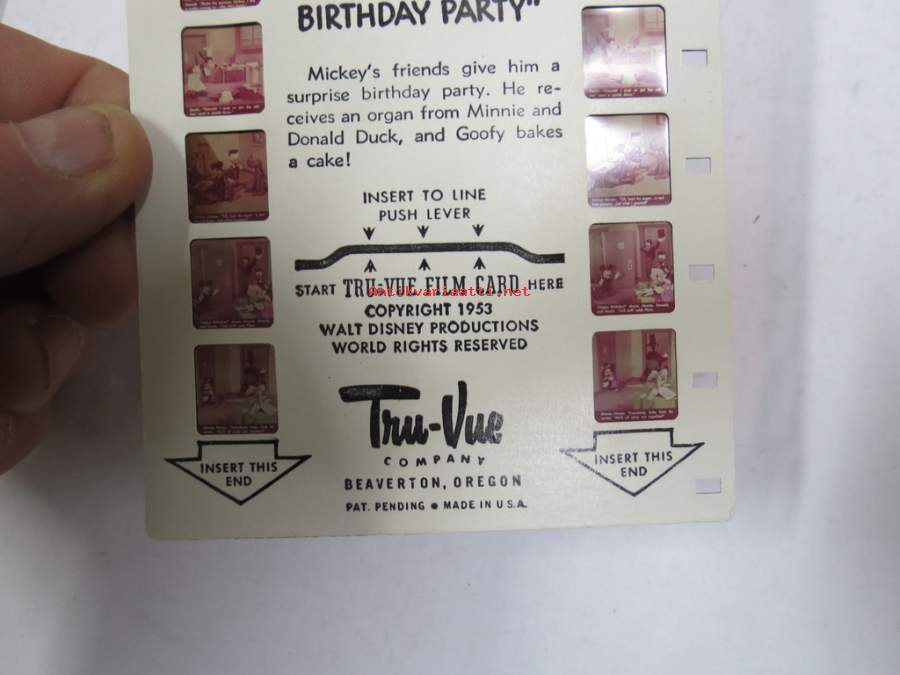 BIRTHDAY PARTY"
Mickey's friends give him a
surprise birthday party. He re-
ceives an organ from Minnie and
Donald Duck, and Goofy bakes
a cake!
INSERT TO LINE
PUSH LEVER
START TRU-VUE FILM CARD HERE
antikvariaatti.net
COPYRIGHT 1953
WALT DISNEY PRODUCTIONS
WORLD RIGHTS RESERVED
Tru-Vue
COMPANY
BEAVERTON, OREGON
PAT. PENDING ● MADE IN U.S.A.
INSERT THIS
END
INSERT THIS
END